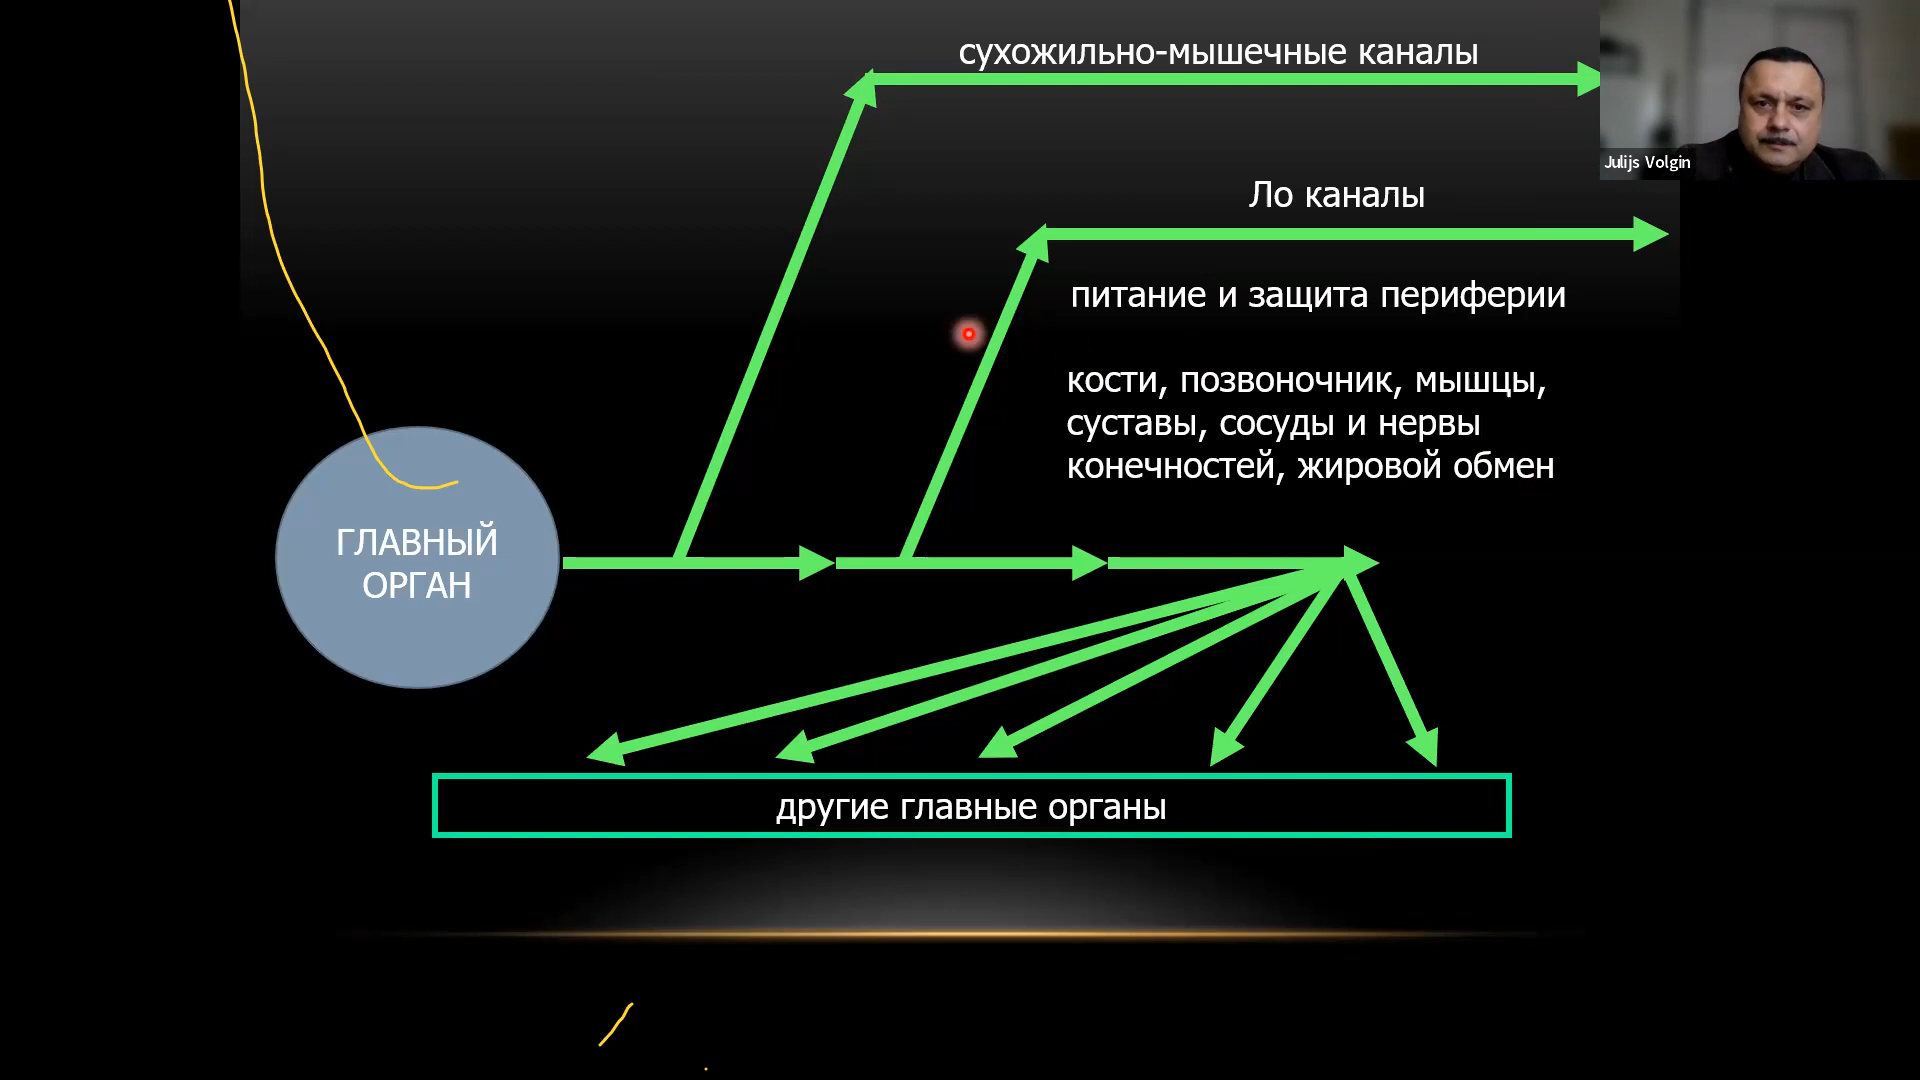 сухожильно-мышечные каналы
Julijs Volgin
Ло каналы
питание и защита периферии
кости, позвоночник, мышцы,
суставы, сосуды и нервы
конечностей, жировой обмен
ГЛАВНЫЙ
ОРГАН
другие главные органы